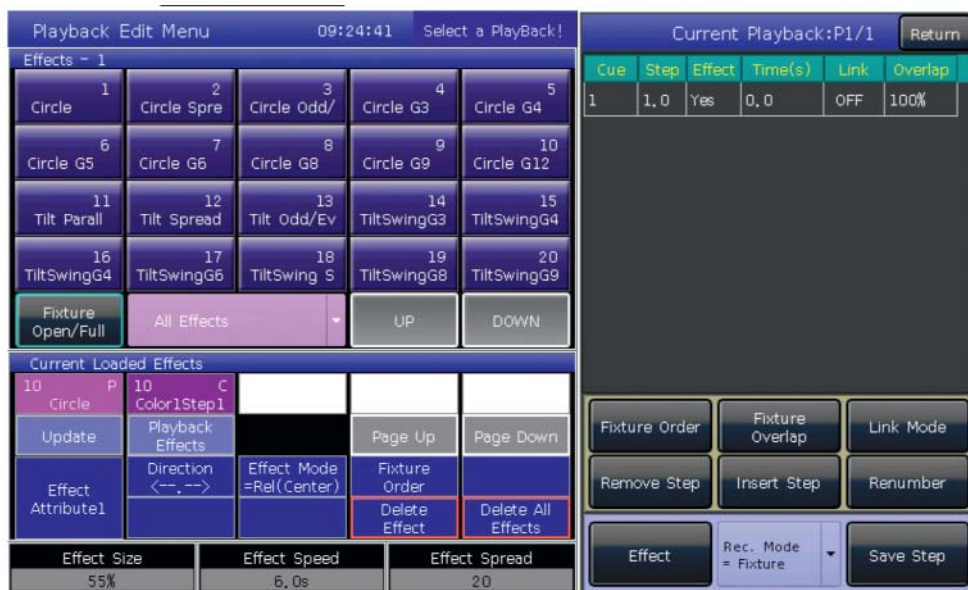 Playback Edit Menu 09:24:41 Select a PlayBack!
Effects - 1
1 2 3 4 5
Circle Circle Spre Circle Odd/ Circle G3 Circle G4
6 7 8 9 10
Circle G5 Circle G6 Circle G8 Circle G9 Circle G12
11 12 13 14 15
Tilt Parall Tilt Spread Tilt Odd/Ev TiltSwingG3 TiltSwingG4
16 17 18 19 20
TiltSwingG4 TiltSwingG6 TiltSwing S TiltSwingG8 TiltSwingG9
Fixture
Open/Full
All Effects
UP
DOWN
Current Loaded Effects
10 P
Circle
10 C
Color1Step1
Update
Playback
Effects
Page Up
Page Down
Effect
Attribute1
Direction
<--.-->
Effect Mode
=Rel(Center)
Fixture
Order
Delete
Effect
Delete All
Effects
Effect Size Effect Speed Effect Spread
55% 6.0s 20
Current Playback:P1/1
Return
Cue Step Effect Time(s) Link Overlap
1 1.0 Yes 0.0 OFF 100%
Fixture Order
Fixture
Overlap
Link Mode
Remove Step
Insert Step
Renumber
Effect
Rec. Mode
= Fixture
Save Step